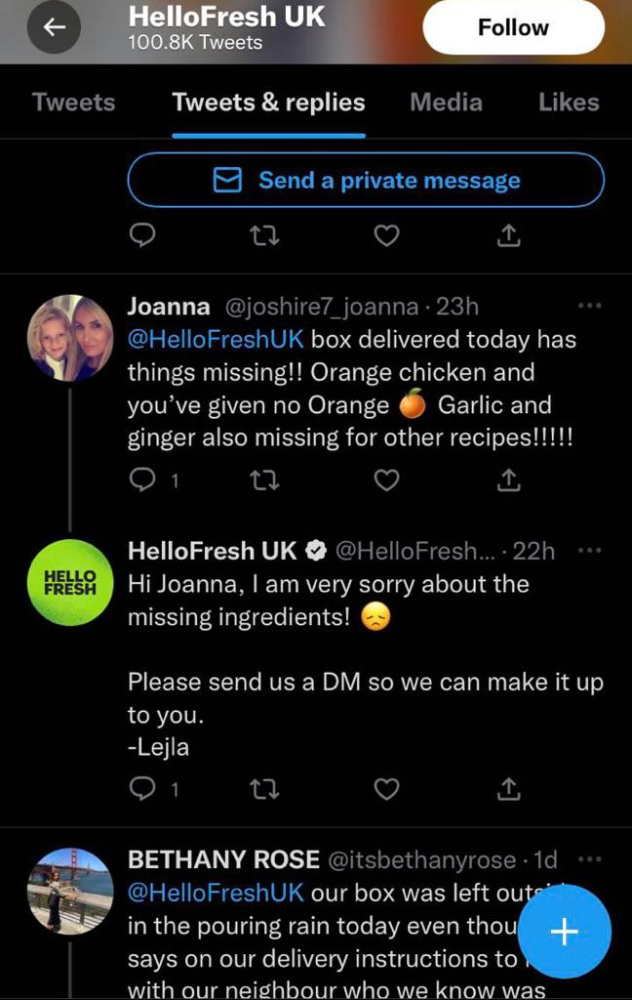 HelloFresh UK
100.8K Tweets
Follow
Tweets
Tweets & replies
Media
Likes
Send a private message
Joanna @joshire7_joanna · 23h
@HelloFreshUK box delivered today has
things missing!! Orange chicken and
you've given no Orange 🍊 Garlic and
ginger also missing for other recipes!!!!!
1
HelloFresh UK @HelloFresh... · 22h
HELLO
FRESH
Hi Joanna, I am very sorry about the
missing ingredients! 😞
Please send us a DM so we can make it up
to you.
-Lejla
1
BETHANY ROSE @itsbethanyrose · 1d
@HelloFreshUK our box was left
in the pouring rain today even
says on our delivery instructions to
with our neighbour who we know was